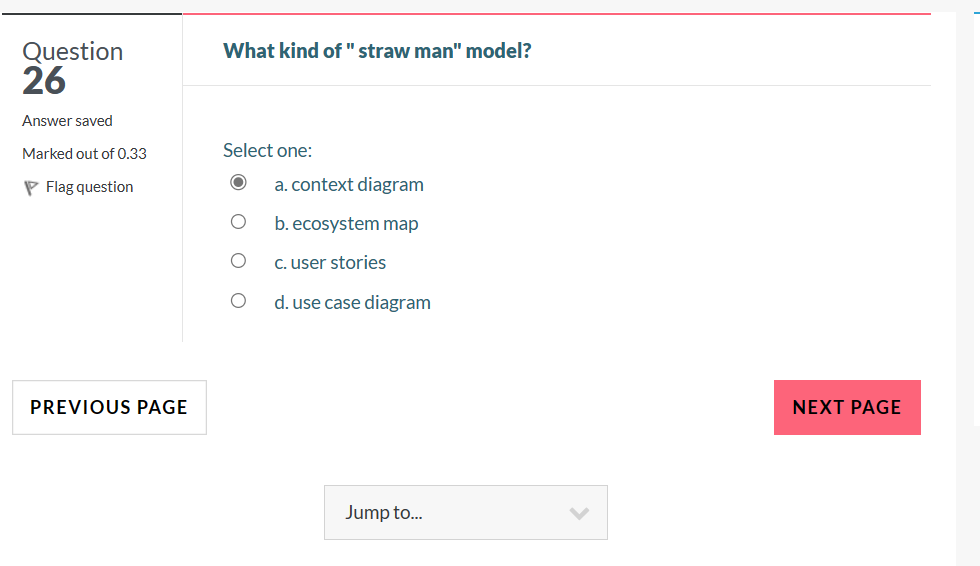 Question
26
Answer saved
Marked out of 0.33
Flag question
What kind of " straw man" model?
Select one:
a. context diagram
b. ecosystem map
c. user stories
d. use case diagram
PREVIOUS PAGE
NEXT PAGE
Jump to...